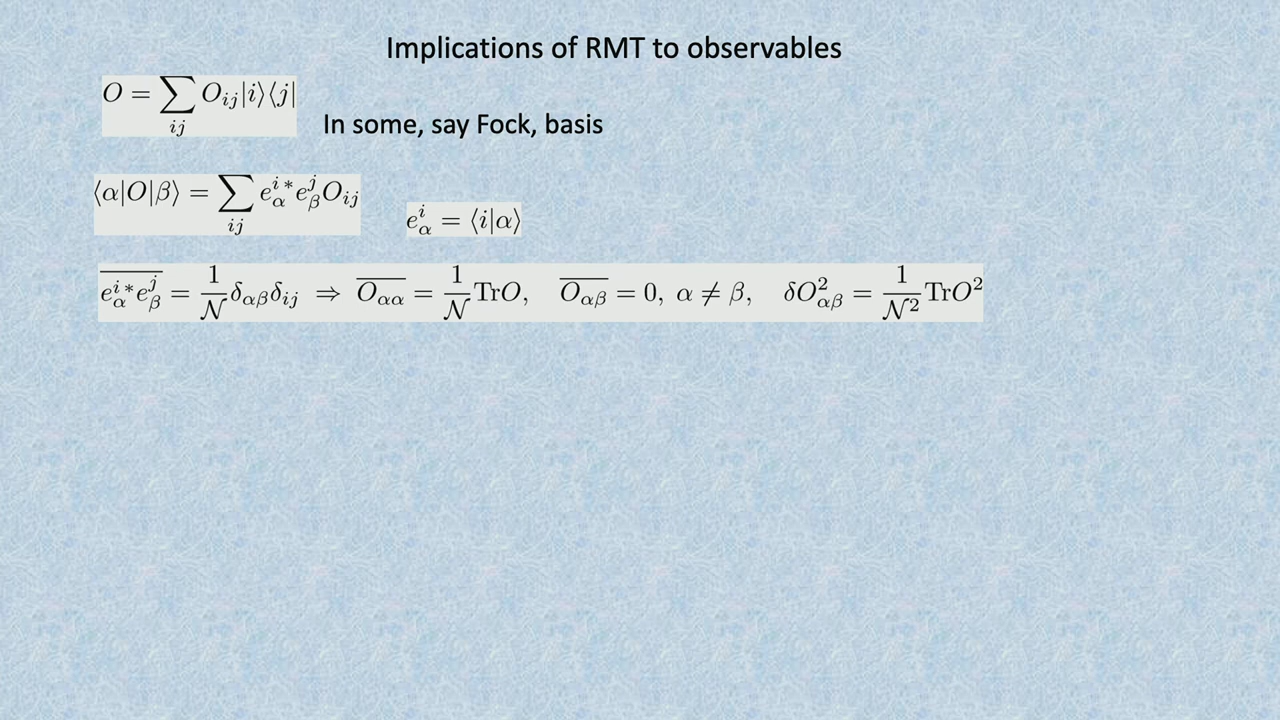 Implications of RMT to observables
$O = \sum_{ij} O_{ij} |i\rangle\langle j|$
In some, say Fock, basis
$\langle\alpha|O|\beta\rangle = \sum_{ij} e_\alpha^{i\,*} e_\beta^j O_{ij}$
$e_\alpha^i = \langle i|\alpha\rangle$
$\overline{e_\alpha^{i\,*} e_\beta^j} = \frac{1}{\mathcal{N}} \delta_{\alpha\beta} \delta_{ij} \Rightarrow \overline{O_{\alpha\alpha}} = \frac{1}{\mathcal{N}} \mathrm{Tr} O, \quad \overline{O_{\alpha\beta}} = 0, \; \alpha \neq \beta, \quad \delta O_{\alpha\beta}^2 = \frac{1}{\mathcal{N}^2} \mathrm{Tr} O^2$